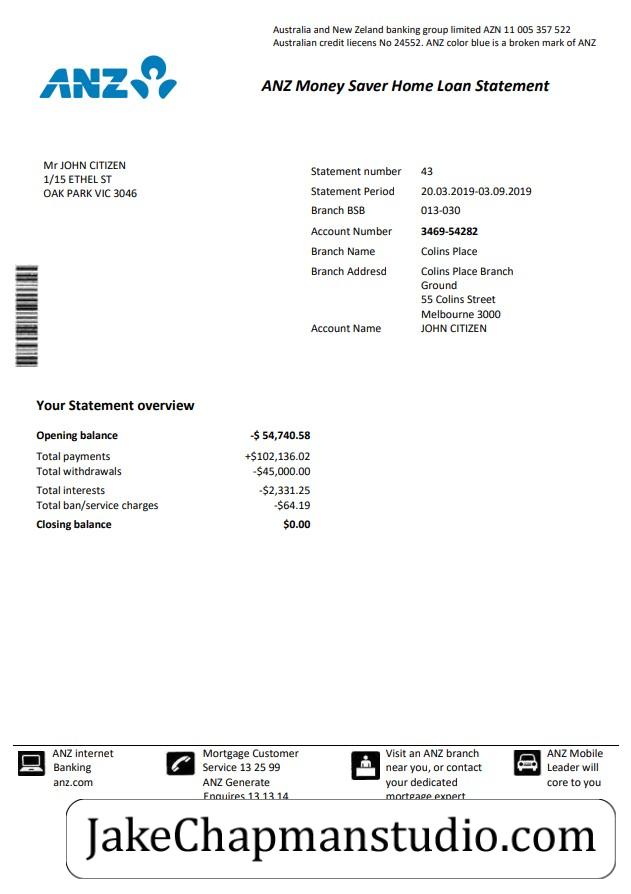 Australia and New Zeland banking group limited AZN 11 005 357 522
Australian credit liecens No 24552. ANZ color blue is a broken mark of ANZ
ANZ
ANZ Money Saver Home Loan Statement
Mr JOHN CITIZEN
1/15 ETHEL ST
OAK PARK VIC 3046
Statement number 43
Statement Period 20.03.2019-03.09.2019
Branch BSB 013-030
Account Number 3469-54282
Branch Name Colins Place
Branch Addresd Colins Place Branch
Ground
55 Colins Street
Melbourne 3000
Account Name JOHN CITIZEN
Your Statement overview
Opening balance -$ 54,740.58
Total payments +$102,136.02
Total withdrawals -$45,000.00
Total interests -$2,331.25
Total ban/service charges -$64.19
Closing balance $0.00
ANZ internet
Banking
anz.com
Mortgage Customer
Service 13 25 99
ANZ Generate
Enquires 13 13 14
Visit an ANZ branch
near you, or contact
your dedicated
mortgage expert
ANZ Mobile
Leader will
core to you
JakeChapmanstudio.com